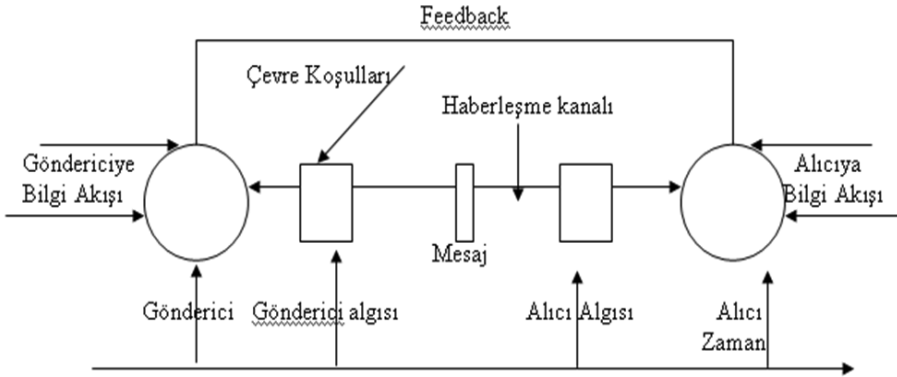 Feedback
Çevre Koşulları
Haberleşme kanalı
Göndericiye
Bilgi Akışı
Alıcıya
Bilgi Akışı
Mesaj
Gönderici
Gönderici algısı
Alıcı Algısı
Alıcı
Zaman